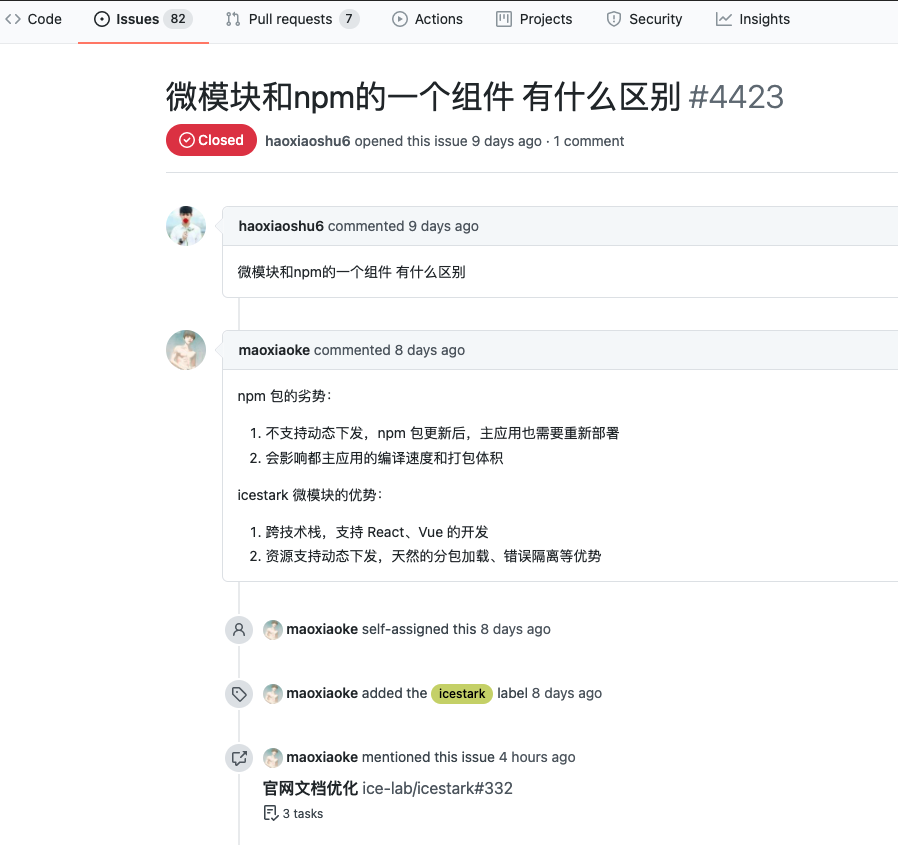 Code Issues 82 Pull requests 7 Actions Projects Security Insights
微模块和npm的一个组件 有什么区别 #4423
Closed haoxiaoshu6 opened this issue 9 days ago · 1 comment
haoxiaoshu6 commented 9 days ago
微模块和npm的一个组件 有什么区别
maoxiaoke commented 8 days ago
npm 包的劣势：
1. 不支持动态下发，npm 包更新后，主应用也需要重新部署
2. 会影响都主应用的编译速度和打包体积
icestark 微模块的优势：
1. 跨技术栈，支持 React、Vue 的开发
2. 资源支持动态下发，天然的分包加载、错误隔离等优势
maoxiaoke self-assigned this 8 days ago
maoxiaoke added the icestark label 8 days ago
maoxiaoke mentioned this issue 4 hours ago
官网文档优化 ice-lab/icestark#332
3 tasks